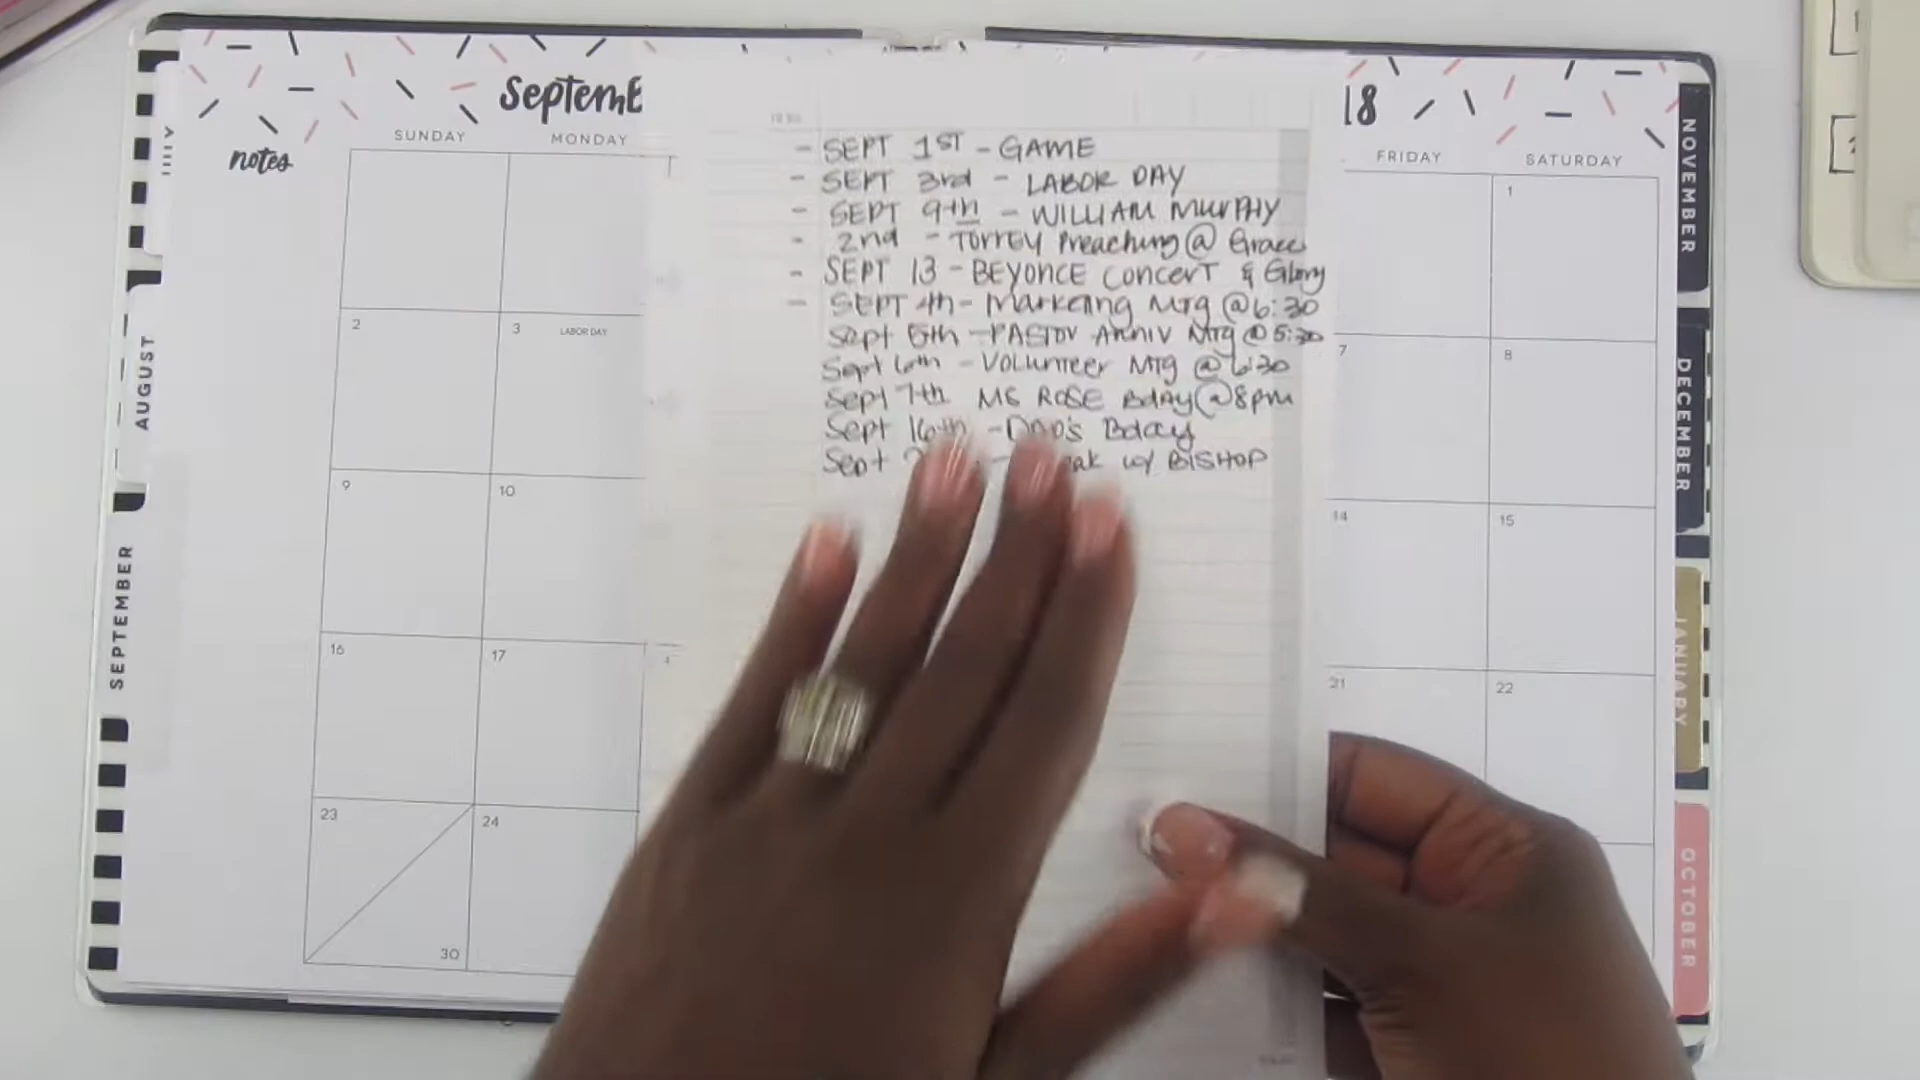 Septemb
18
SUNDAY MONDAY
FRIDAY SATURDAY
notes
- SEPT 1ST - GAME
- SEPT 3rd - LABOR DAY
- SEPT 9th - WILLIAM MURPHY
- 2nd - TORREY Preaching @ Grace
- SEPT 13 - BEYONCE CONCERT & Glory
- SEPT 4th - Marketing MTG @ 6:30
Sept 5th - PASTOR Anniv MTG @ 5:30
Sept 6th - Volunteer MTG @ 6:30
Sept 7th MS ROSE Bday @ 8pm
Sept 16th - DAD'S Bday
Sept w/ BISHOP
1
2
3 LABOR DAY
7
8
9
10
14
15
16
17
21
22
23
24
30
AUGUST
SEPTEMBER
NOVEMBER
DECEMBER
JANUARY
OCTOBER